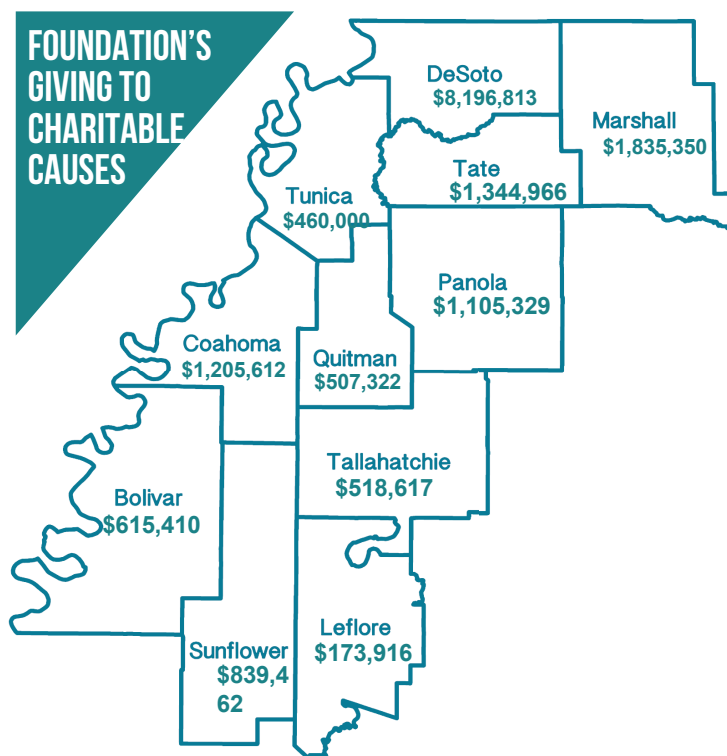 FOUNDATION'S
GIVING TO
CHARITABLE
CAUSES
DeSoto
$8,196,813
Marshall
$1,835,350
Tate
$1,344,966
Tunica
$460,000
Panola
$1,105,329
Coahoma
$1,205,612
Quitman
$507,322
Tallahatchie
$518,617
Bolivar
$615,410
Leflore
$173,916
Sunflower
$839,4
62